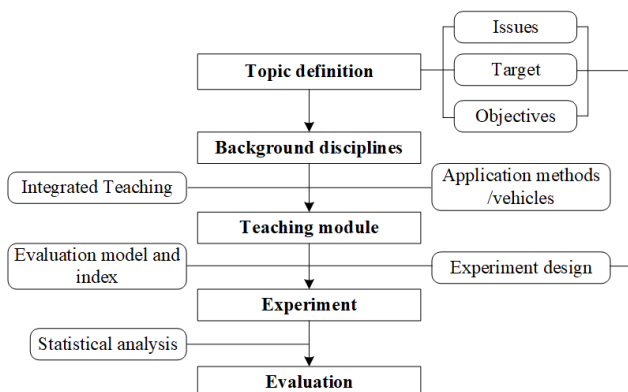 Issues
Topic definition
Target
Objectives
Background disciplines
Integrated Teaching
Application methods
/vehicles
Teaching module
Evaluation model and
index
Experiment design
Experiment
Statistical analysis
Evaluation